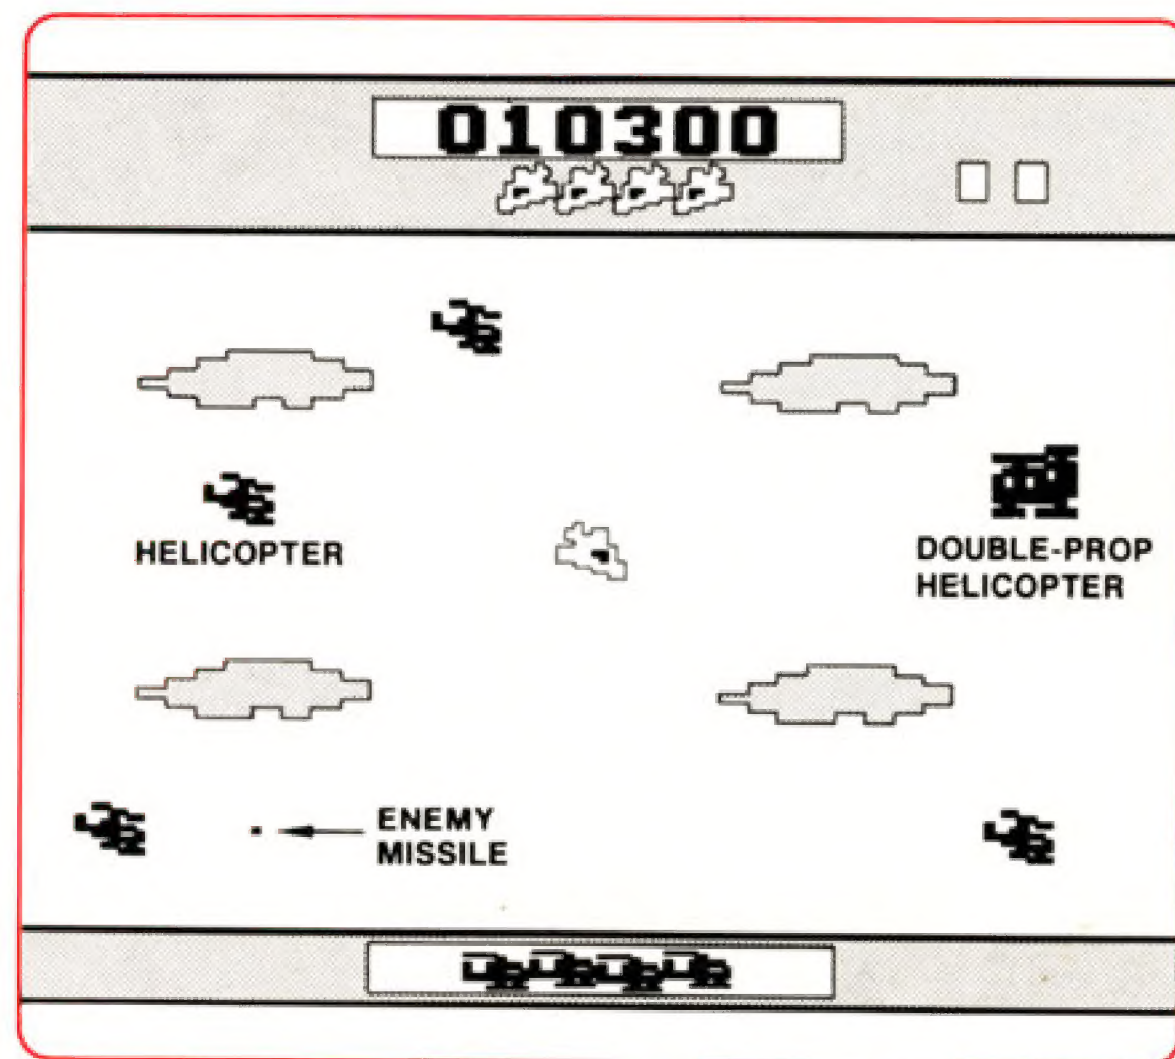 010300
HELICOPTER
DOUBLE-PROP
HELICOPTER
ENEMY
MISSILE